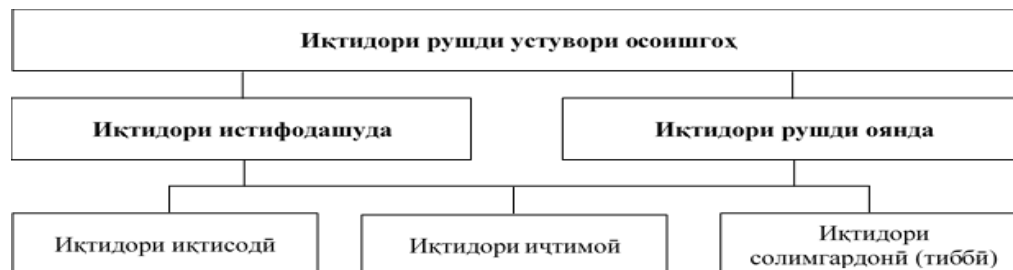 Иқтидори рушди устувори осоишгоҳ
Иқтидори истифодашуда
Иқтидори рушди оянда
Иқтидори иқтисодӣ
Иқтидори иҷтимоӣ
Иқтидори
солимгардонӣ (тиббӣ)